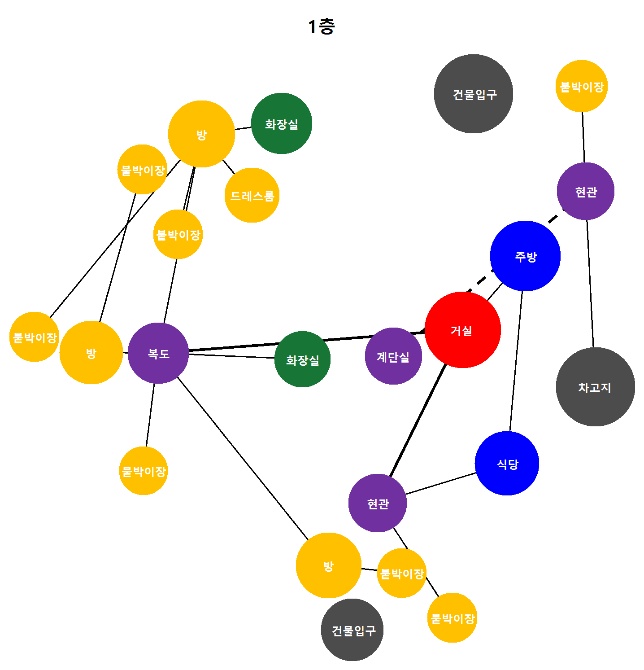 1층
건물입구
붙박이장
화장실
방
붙박이장
드레스룸
현관
붙박이장
주방
거실
붙박이장
방
복도
화장실
계단실
차고지
식당
붙박이장
현관
방
붙박이장
붙박이장
건물입구